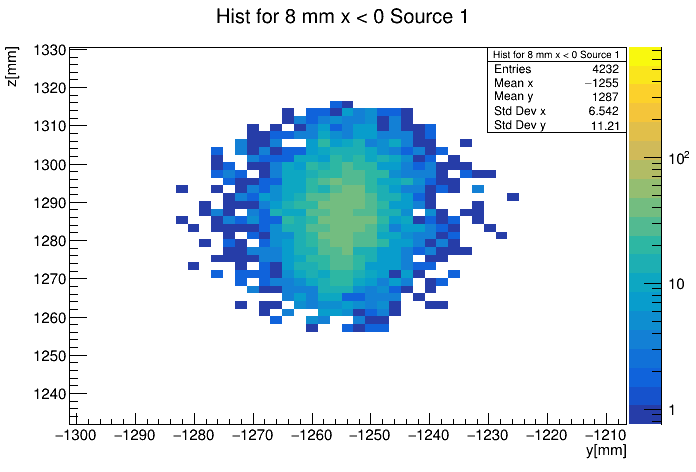 Hist for 8 mm x < 0 Source 1
z[mm]
1330
1320
1310
1300
1290
1280
1270
1260
1250
1240
Hist for 8 mm x < 0 Source 1
Entries 4232
Mean x −1255
Mean y 1287
Std Dev x 6.542
Std Dev y 11.21
10²
10
1
−1300 −1290 −1280 −1270 −1260 −1250 −1240 −1230 −1220 −1210
y[mm]